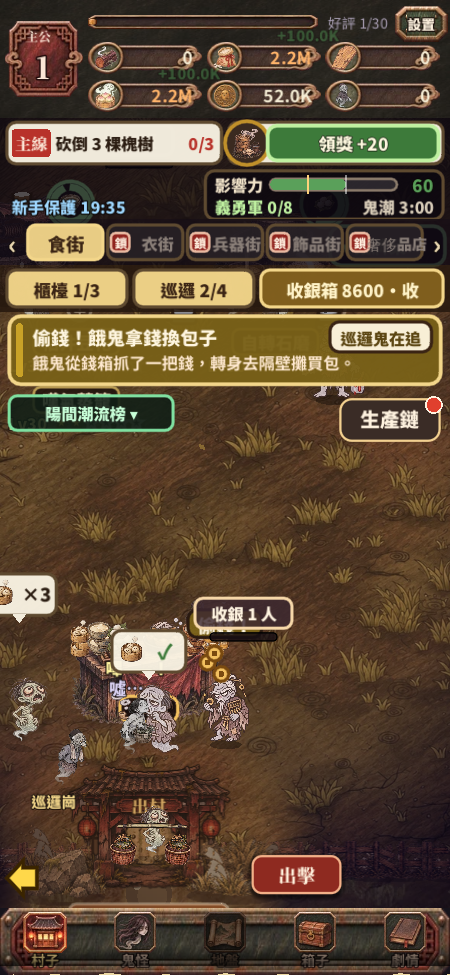 主公
1
好評 1/30
設置
+100.0K
0
2.2M
0
+100.0K
2.2M
52.0K
0
主線 砍倒 3 棵槐樹 0/3
領獎 +20
影響力 60
新手保護 19:35
義勇軍 0/8 鬼潮 3:00
‹ 食街 鎖 衣街 鎖 兵器街 鎖 飾品街 鎖 奢侈品店 ›
櫃檯 1/3
巡邏 2/4
收銀箱 8600・收
偷錢！餓鬼拿錢換包子
巡邏鬼在追
餓鬼從錢箱抓了一把錢，轉身去隔壁攤買包。
陽間潮流榜 ▾
生產鏈
×3
收銀 1 人
✓
噓
巡邏崗
出村
出擊
村子
鬼怪
地盤
箱子
劇情